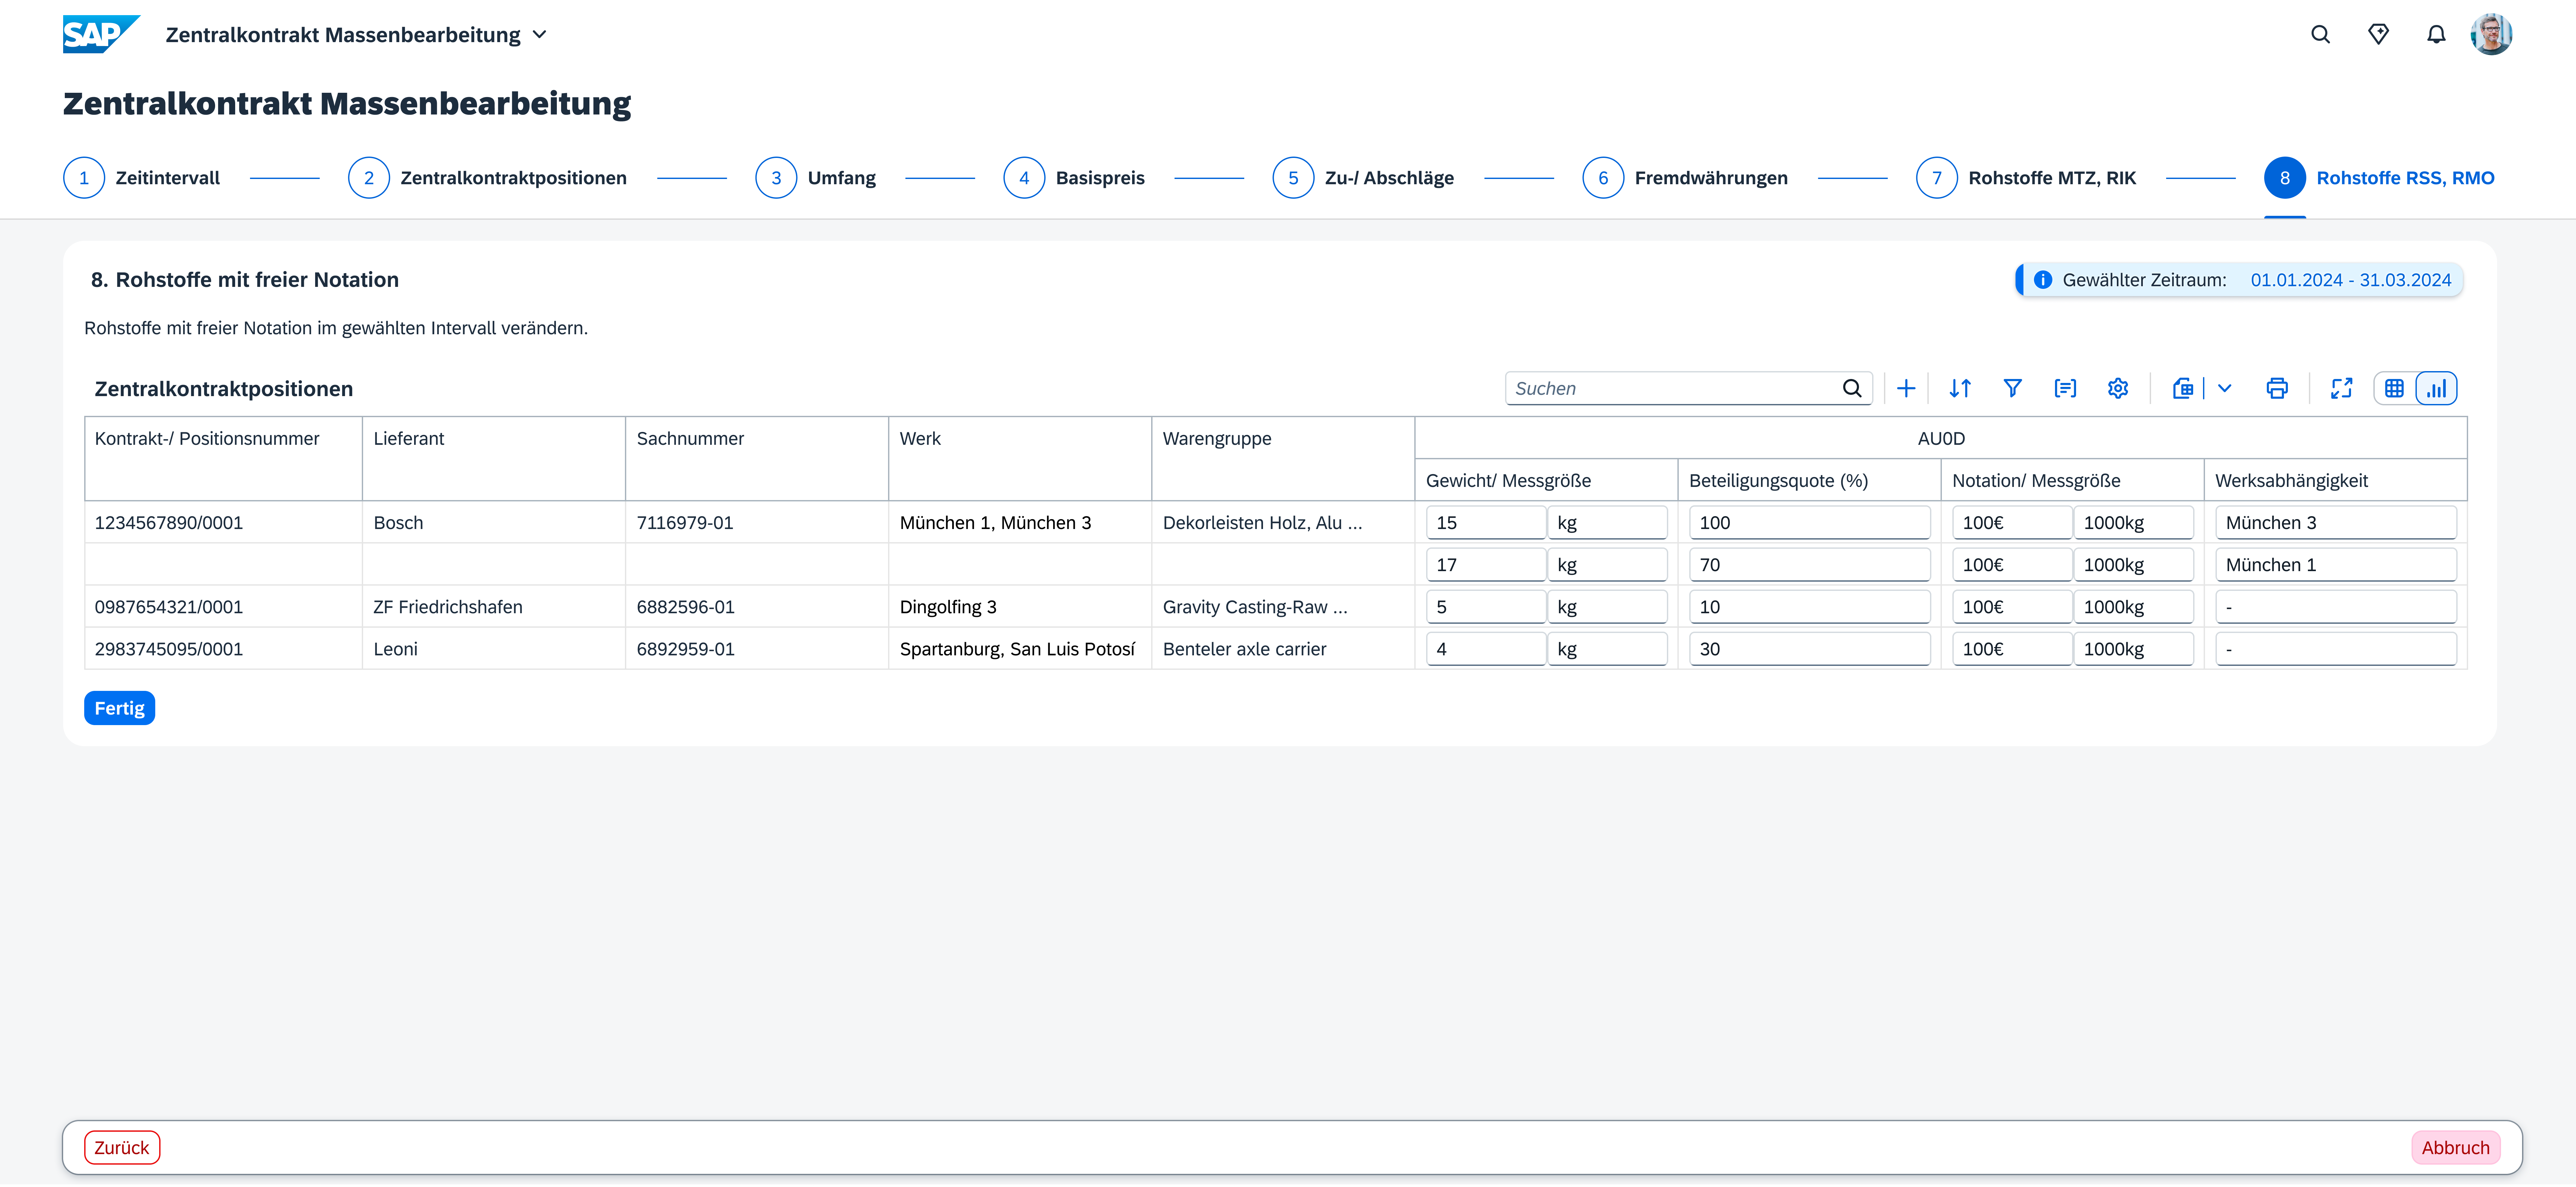 SAP Zentralkontrakt Massenbearbeitung
Zentralkontrakt Massenbearbeitung
1 Zeitintervall 2 Zentralkontraktpositionen 3 Umfang 4 Basispreis 5 Zu-/ Abschläge 6 Fremdwährungen 7 Rohstoffe MTZ, RIK 8 Rohstoffe RSS, RMO
8. Rohstoffe mit freier Notation
Gewählter Zeitraum: 01.01.2024 - 31.03.2024
Rohstoffe mit freier Notation im gewählten Intervall verändern.
Zentralkontraktpositionen
Suchen
Kontrakt-/ Positionsnummer Lieferant Sachnummer Werk Warengruppe AU0D
Gewicht/ Messgröße Beteiligungsquote (%) Notation/ Messgröße Werksabhängigkeit
1234567890/0001 Bosch 7116979-01 München 1, München 3 Dekorleisten Holz, Alu ... 15 kg 100 100€ 1000kg München 3
17 kg 70 100€ 1000kg München 1
0987654321/0001 ZF Friedrichshafen 6882596-01 Dingolfing 3 Gravity Casting-Raw ... 5 kg 10 100€ 1000kg -
2983745095/0001 Leoni 6892959-01 Spartanburg, San Luis Potosí Benteler axle carrier 4 kg 30 100€ 1000kg -
Fertig
Zurück
Abbruch